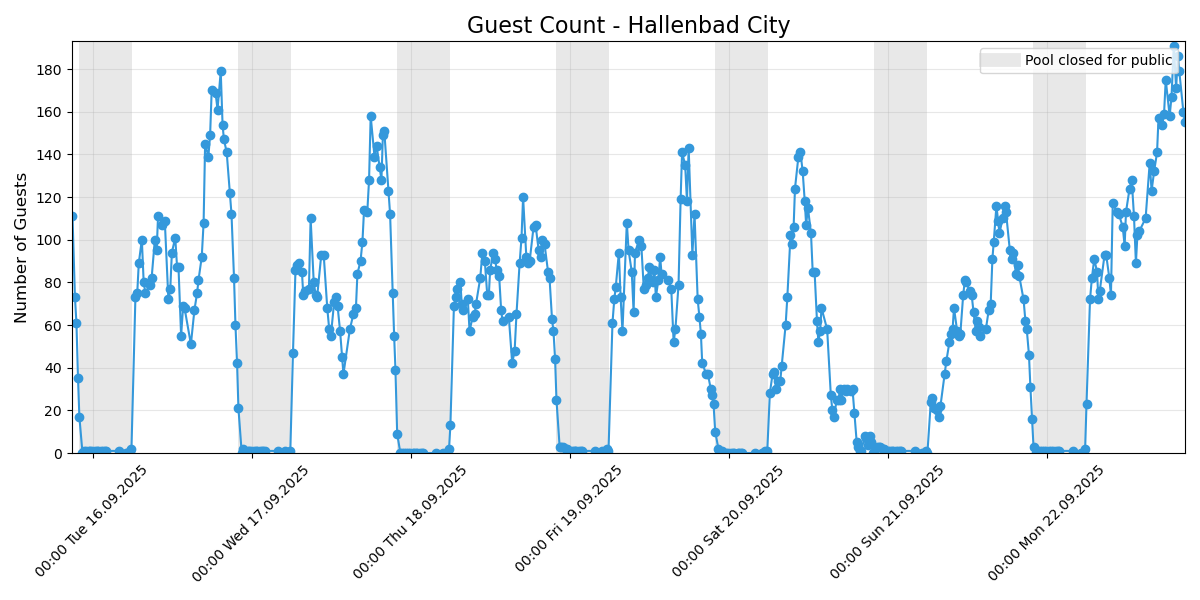 Guest Count - Hallenbad City
Pool closed for public
Number of Guests
180
160
140
120
100
80
60
40
20
0
00:00 Tue 16.09.2025
00:00 Wed 17.09.2025
00:00 Thu 18.09.2025
00:00 Fri 19.09.2025
00:00 Sat 20.09.2025
00:00 Sun 21.09.2025
00:00 Mon 22.09.2025